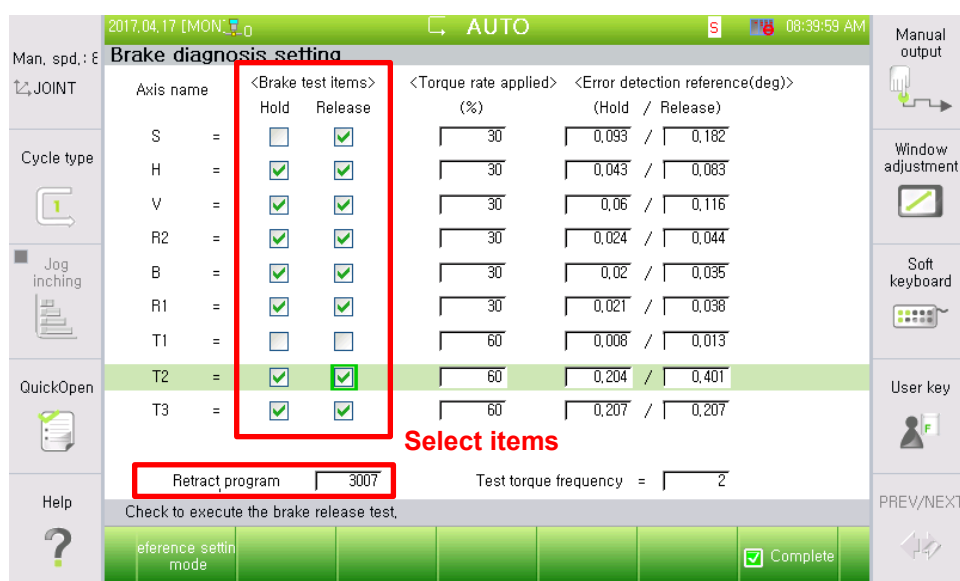 2017,04,17 [MON] 0 AUTO S 08:39:59 AM
Man, spd,: 8
JOINT
Cycle type
1
Jog
inching
QuickOpen
Help
Brake diagnosis setting
Axis name <Brake test items> <Torque rate applied> <Error detection reference(deg)>
Hold Release (%) (Hold / Release)
S = 30 0,093 / 0,182
H = 30 0,043 / 0,083
V = 30 0,06 / 0,116
R2 = 30 0,024 / 0,044
B = 30 0,02 / 0,035
R1 = 30 0,021 / 0,038
T1 = 60 0,008 / 0,013
T2 = 60 0,204 / 0,401
T3 = 60 0,207 / 0,207
Select items
Retract program 3007 Test torque frequency = 2
Check to execute the brake release test,
eference settin
mode
Complete
Manual
output
Window
adjustment
Soft
keyboard
User key
F
PREV/NEXT